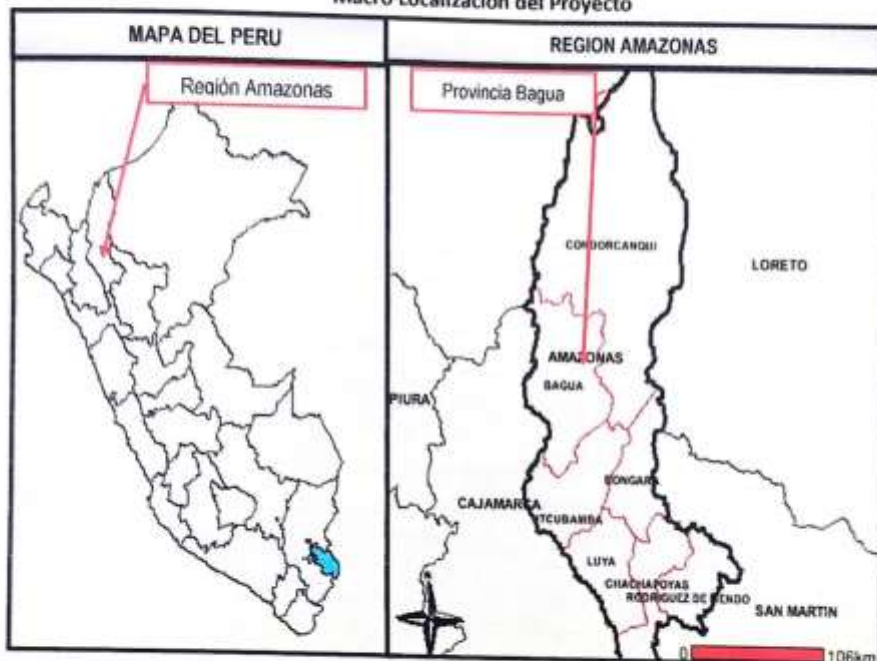 Macro Localización del Proyecto
MAPA DEL PERU
REGION AMAZONAS
Región Amazonas
Provincia Bagua
CONDORCANQUI
LORETO
AMAZONAS
BAGUA
PIURA
BONGARA
CAJAMARCA
UTCUBAMBA
LUYA
CHACHAPOYAS
RODRIGUEZ DE MENDO
SAN MARTIN
0 106km